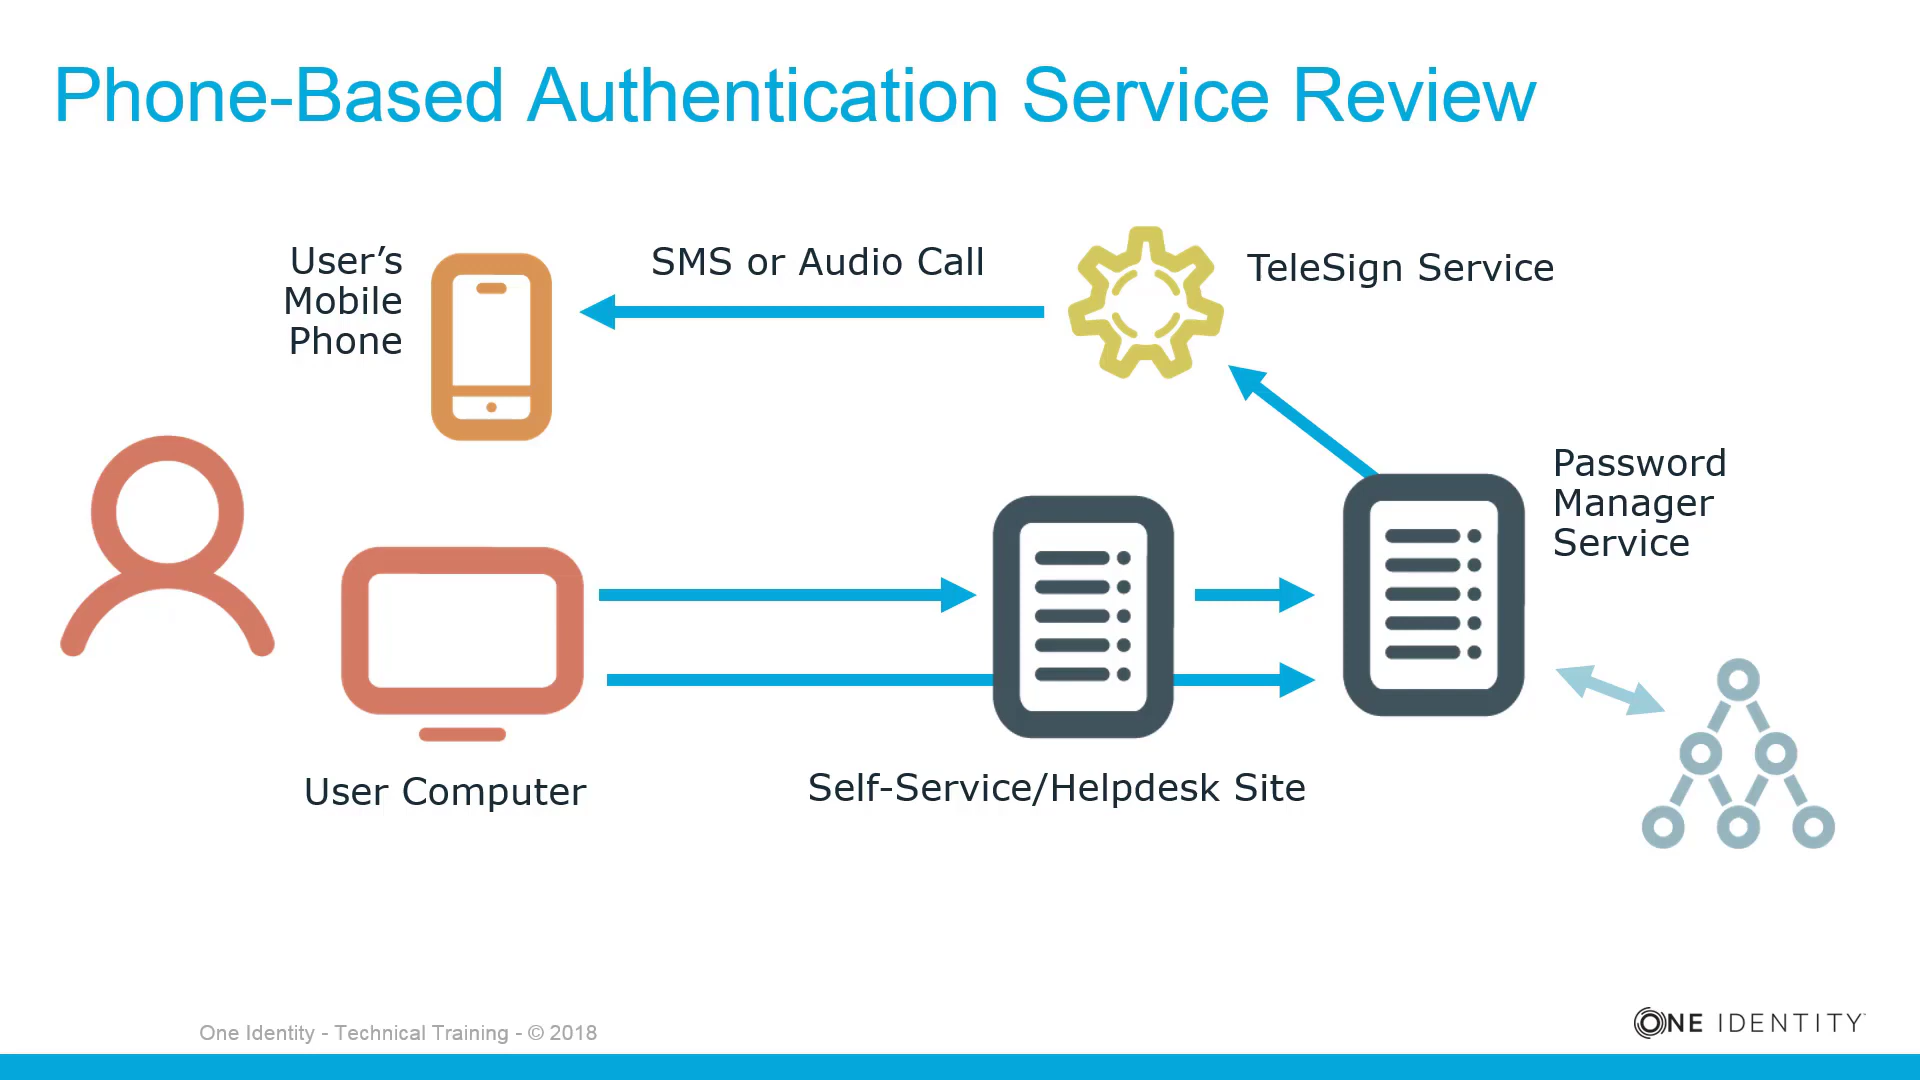 Phone-Based Authentication Service Review
User’s
Mobile
Phone
SMS or Audio Call
TeleSign Service
Password
Manager
Service
User Computer
Self-Service/Helpdesk Site
One Identity - Technical Training - © 2018
ONE IDENTITY